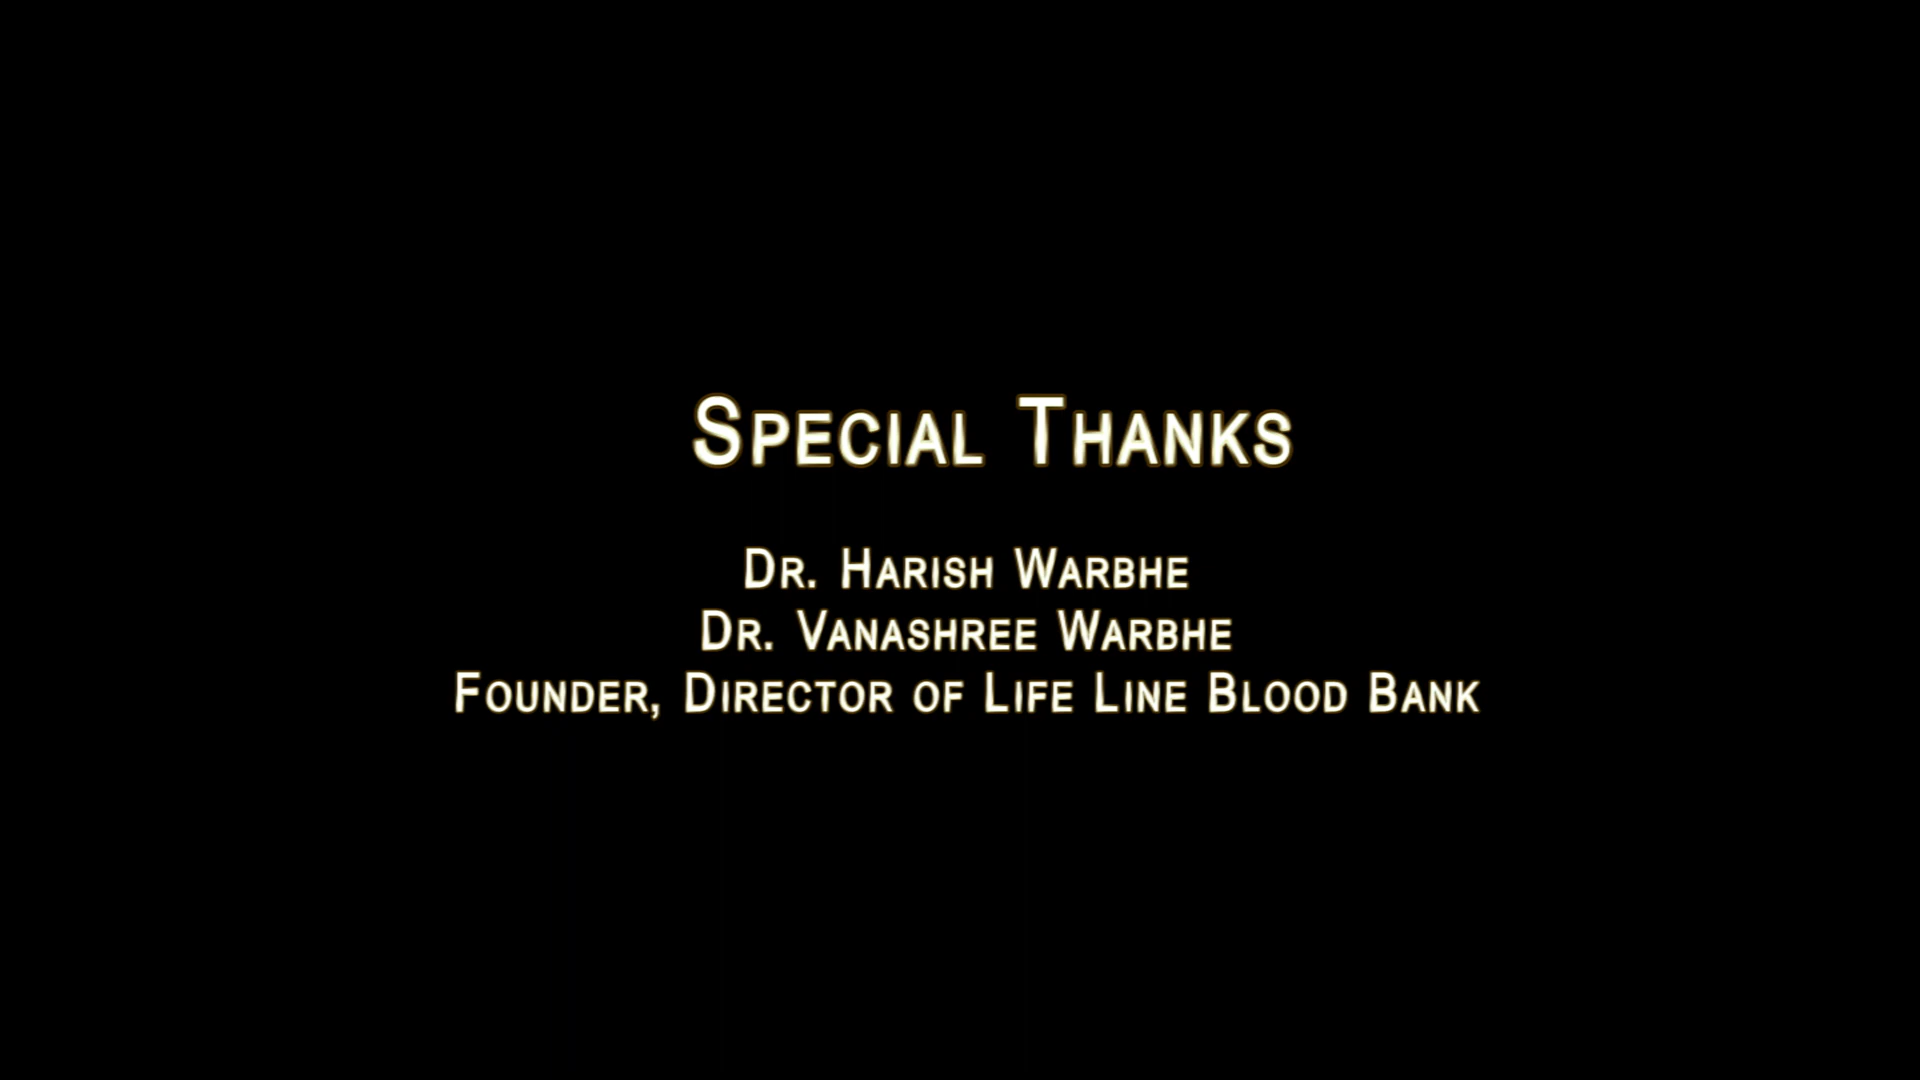 Special Thanks
Dr. Harish Warbhe
Dr. Vanashree Warbhe
Founder, Director of Life Line Blood Bank